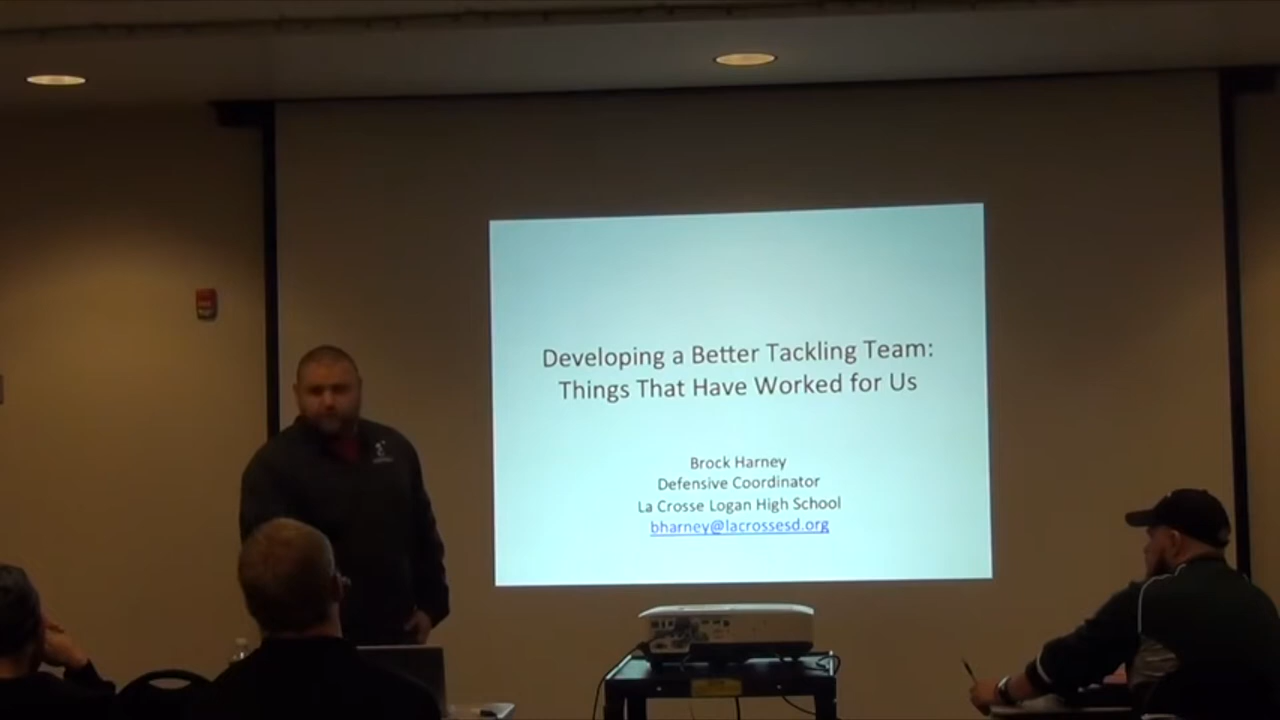 Developing a Better Tackling Team:
Things That Have Worked for Us
Brock Harney
Defensive Coordinator
La Crosse Logan High School
bharney@lacrossesd.org